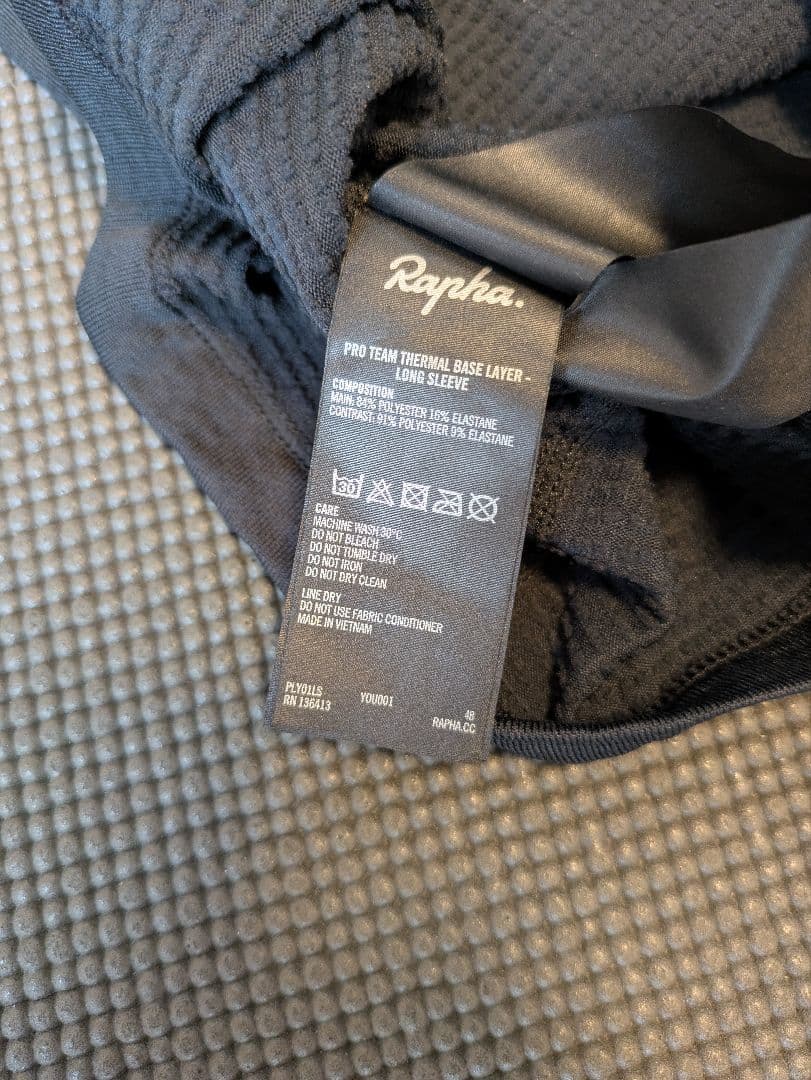 Rapha.
PRO TEAM THERMAL BASE LAYER -
LONG SLEEVE
COMPOSITION
MAIN: 84% POLYESTER 16% ELASTANE
CONTRAST: 91% POLYESTER 9% ELASTANE
30
CARE
MACHINE WASH 30°C
DO NOT BLEACH
DO NOT TUMBLE DRY
DO NOT IRON
DO NOT DRY CLEAN
LINE DRY
DO NOT USE FABRIC CONDITIONER
MADE IN VIETNAM
PLY01LS YOU001
RN 136413
4B
RAPHA.CC